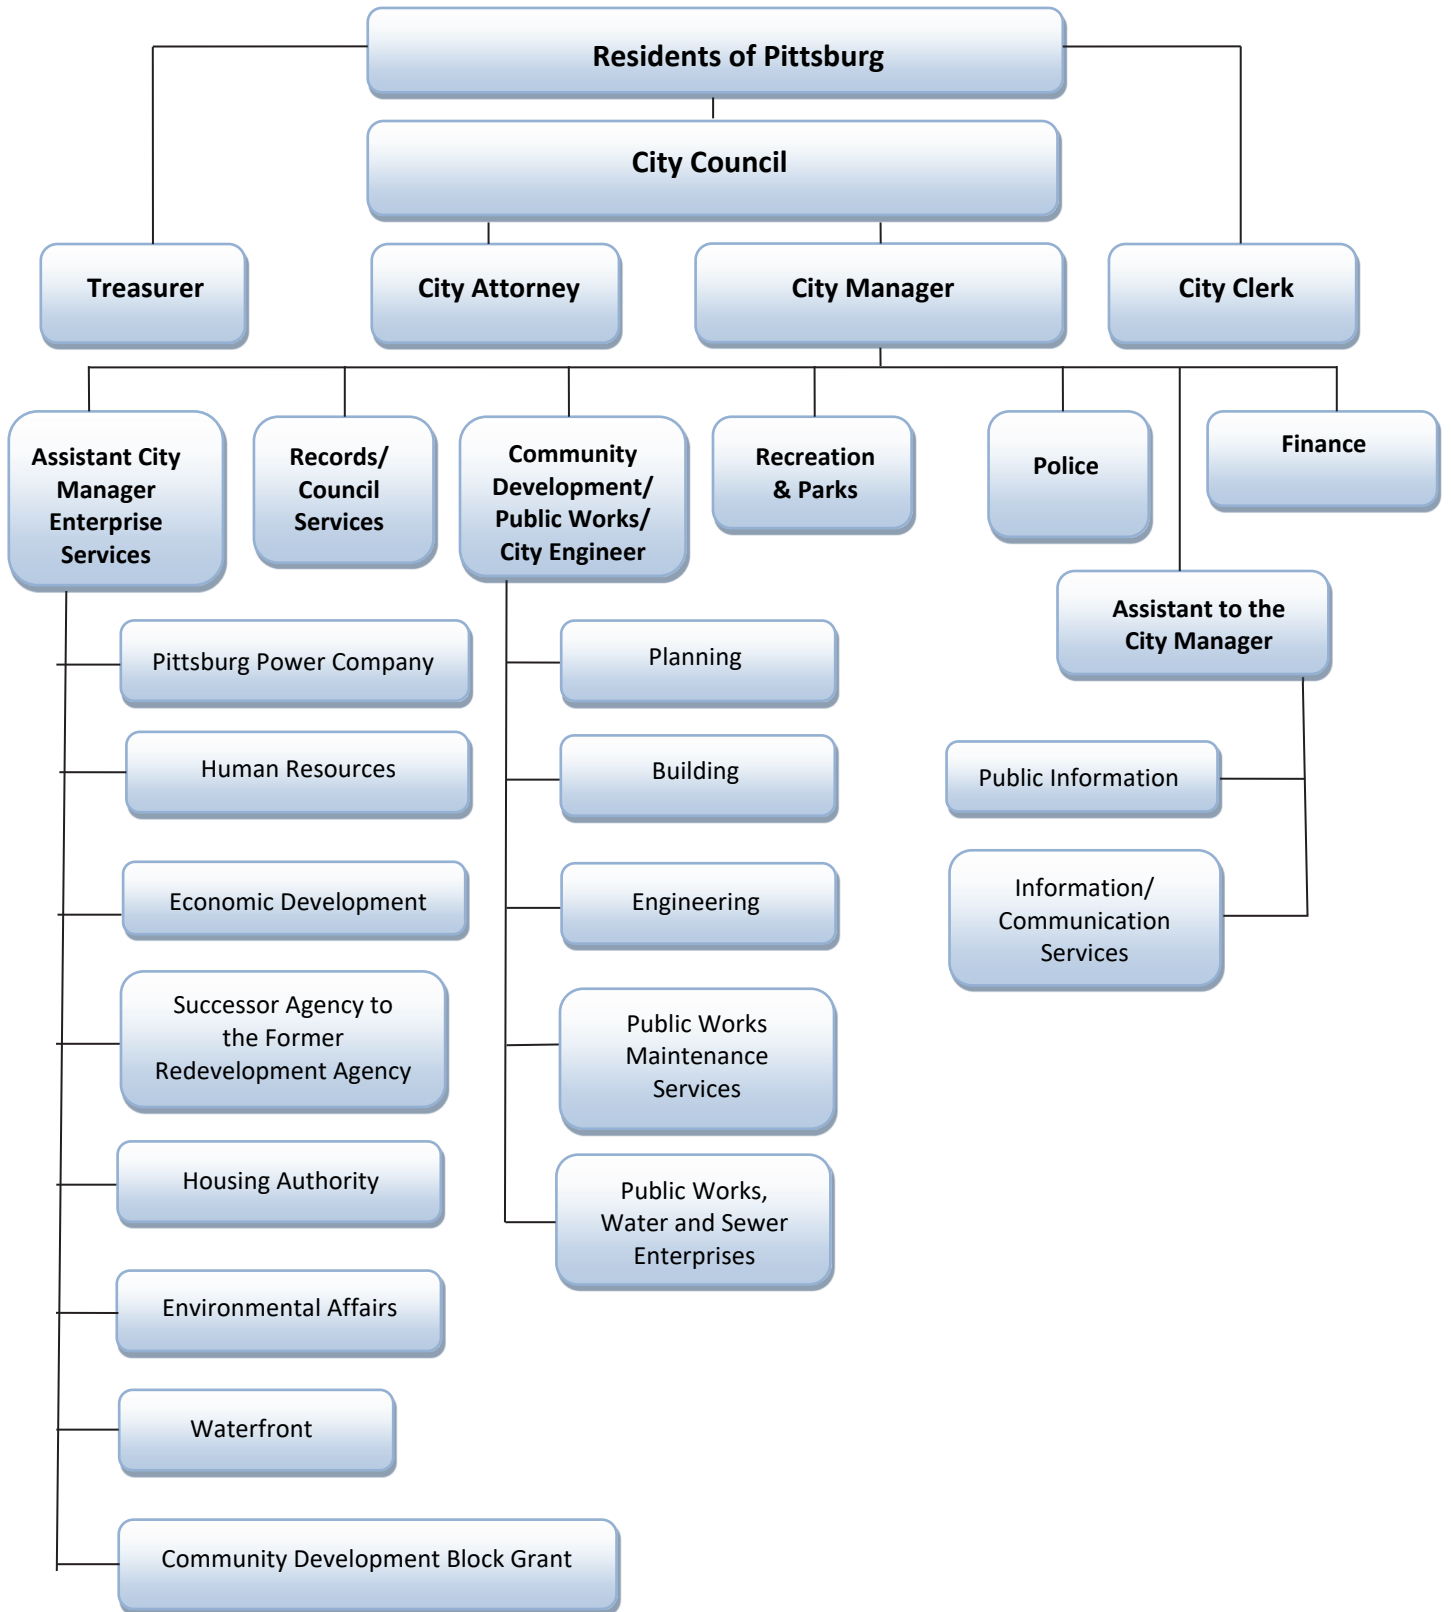 Residents of Pittsburg
City Council
Treasurer
City Attorney
City Manager
City Clerk
Assistant City
Manager
Enterprise
Services
Records/
Council
Services
Community
Development/
Public Works/
City Engineer
Recreation
& Parks
Police
Finance
Assistant to the
City Manager
Pittsburg Power Company
Human Resources
Economic Development
Successor Agency to
the Former
Redevelopment Agency
Housing Authority
Environmental Affairs
Waterfront
Community Development Block Grant
Planning
Building
Engineering
Public Works
Maintenance
Services
Public Works,
Water and Sewer
Enterprises
Public Information
Information/
Communication
Services